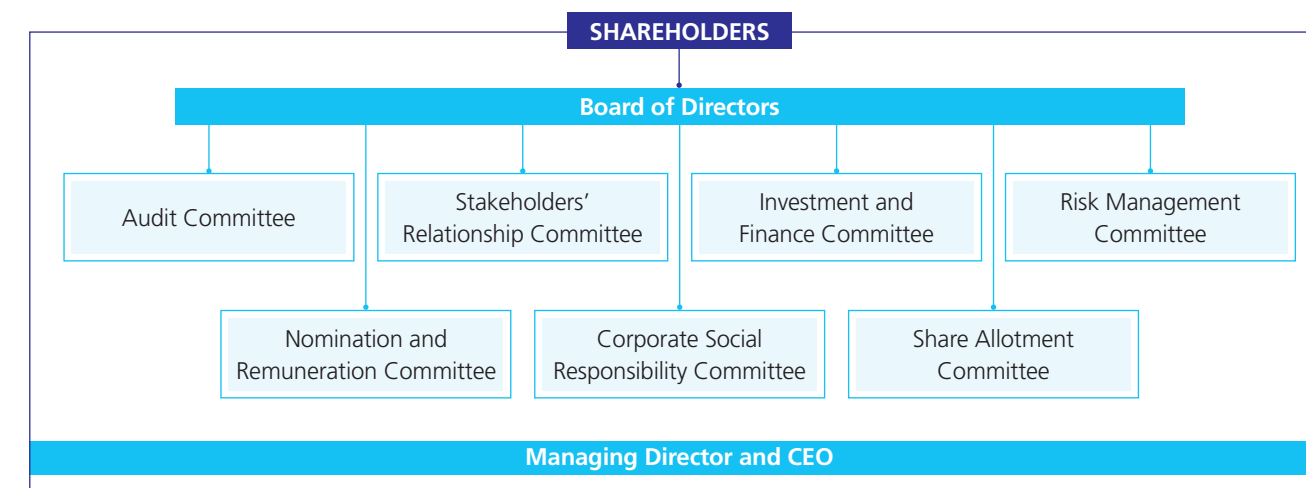 SHAREHOLDERS
Board of Directors
Audit Committee
Stakeholders’
Relationship Committee
Investment and
Finance Committee
Risk Management
Committee
Nomination and
Remuneration Committee
Corporate Social
Responsibility Committee
Share Allotment
Committee
Managing Director and CEO